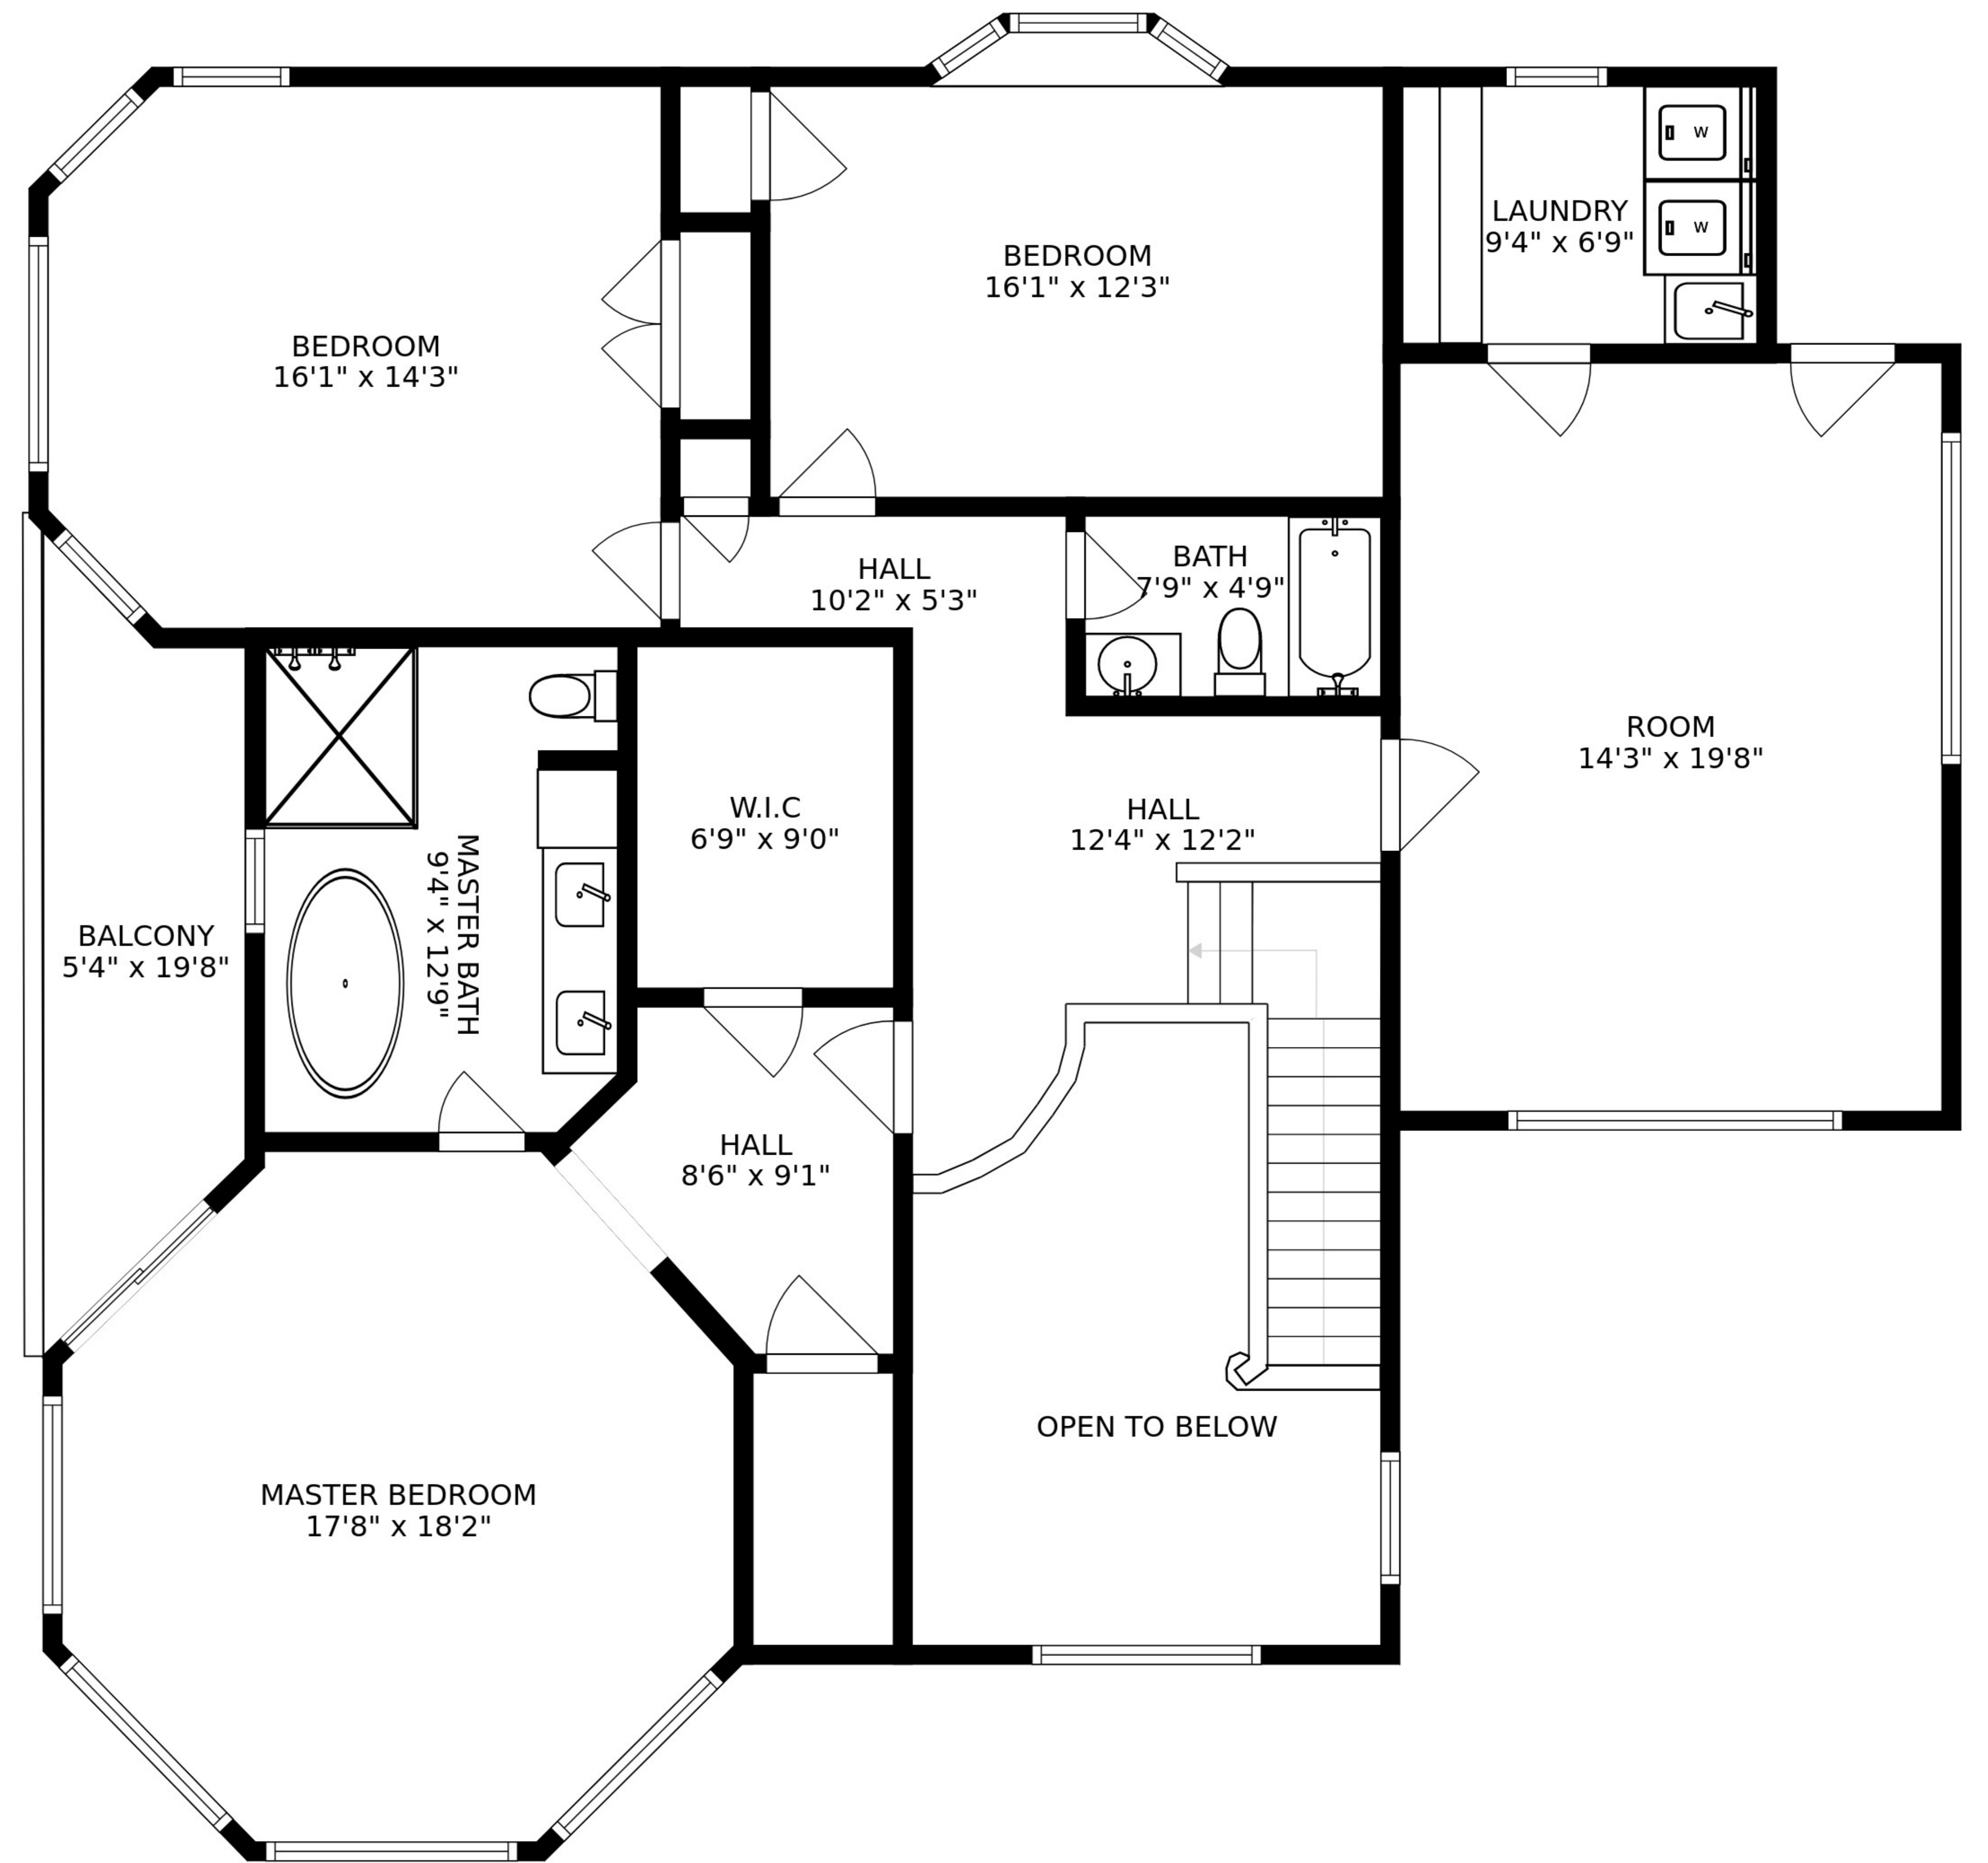 W
LAUNDRY
9'4" x 6'9"
W
BEDROOM
16'1" x 12'3"
BEDROOM
16'1" x 14'3"
BATH
7'9" x 4'9"
HALL
10'2" x 5'3"
ROOM
14'3" x 19'8"
W.I.C
6'9" x 9'0"
HALL
12'4" x 12'2"
MASTER BATH
9'4" x 12'9"
BALCONY
5'4" x 19'8"
HALL
8'6" x 9'1"
OPEN TO BELOW
MASTER BEDROOM
17'8" x 18'2"